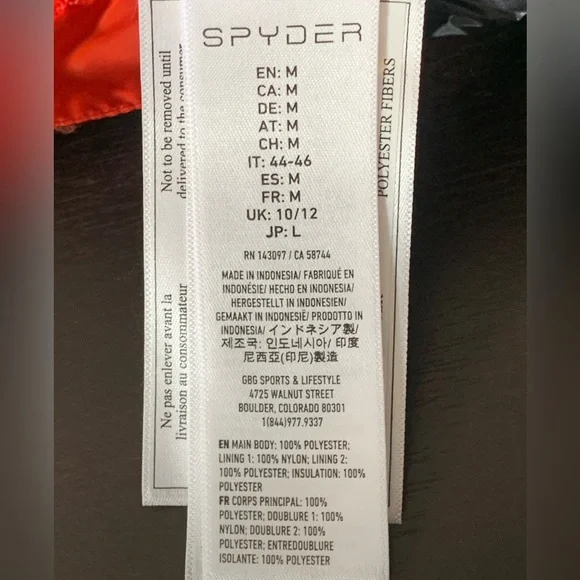 SPYDER
EN: M
CA: M
DE: M
AT: M
CH: M
IT: 44-46
ES: M
FR: M
UK: 10/12
JP: L
RN 143097 / CA 58744
MADE IN INDONESIA/ FABRIQUÉ EN
INDONÉSIE/ HECHO EN INDONESIA/
HERGESTELLT IN INDONESIEN/
GEMAAKT IN INDONESIË/ PRODOTTO IN
INDONESIA/ インドネシア製/
제조국: 인도네시아/ 印度
尼西亞(印尼)製造
GBG SPORTS & LIFESTYLE
4725 WALNUT STREET
BOULDER, COLORADO 80301
1(844)977.9337
EN MAIN BODY: 100% POLYESTER;
LINING 1: 100% NYLON; LINING 2:
100% POLYESTER; INSULATION: 100%
POLYESTER
FR CORPS PRINCIPAL: 100%
POLYESTER; DOUBLURE 1: 100%
NYLON; DOUBLURE 2: 100%
POLYESTER; ENTREDOUBLURE
ISOLANTE: 100% POLYESTER
Not to be removed until
delivered to the consumer
Ne pas enlever avant la
livraison au consommateur
POLYESTER FIBERS